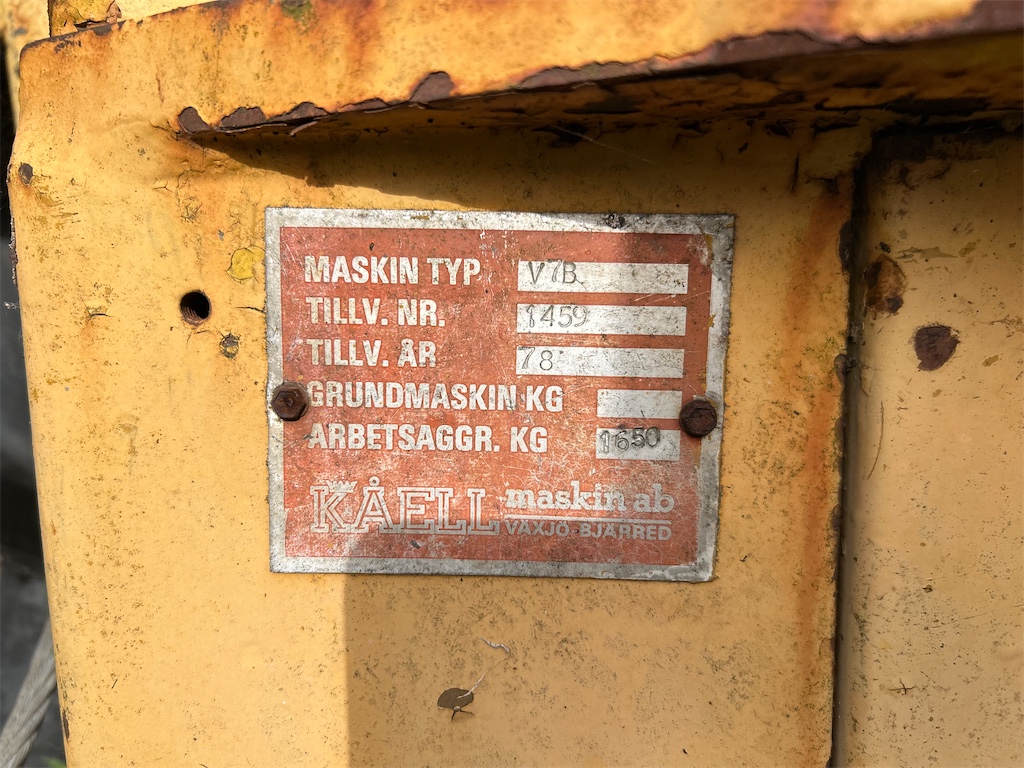 MASKIN TYP V7B
TILLV. NR. 1459
TILLV. ÅR 78
GRUNDMASKIN KG
ARBETSAGGR. KG 1650
KÅELL maskin ab
VÄXJÖ BJÄRRED